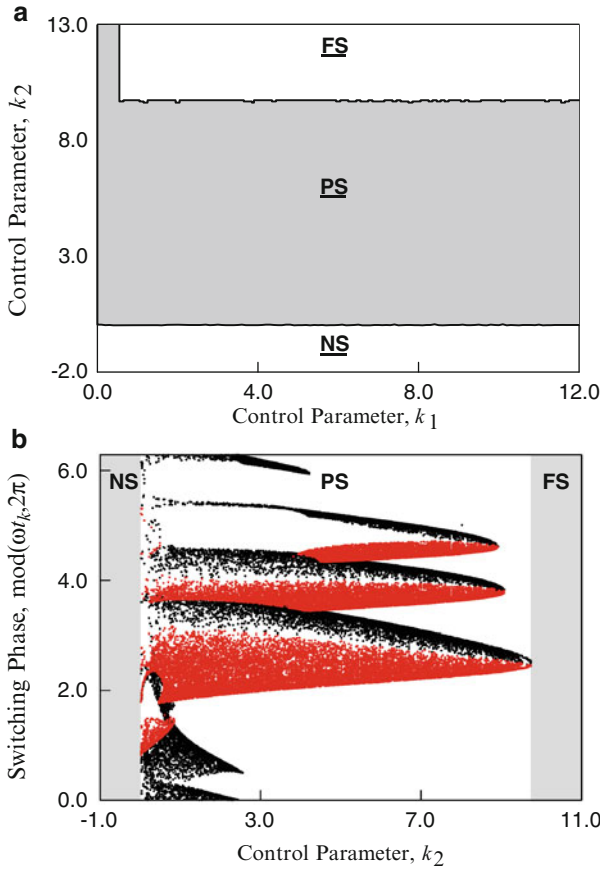 a
13.0
FS
8.0
PS
3.0
NS
-2.0
0.0 4.0 8.0 12.0
Control Parameter, k₂
Control Parameter, k₁
b
6.0
NS PS FS
4.0
2.0
0.0
-1.0 3.0 7.0 11.0
Switching Phase, mod(ωtₖ,2π)
Control Parameter, k₂